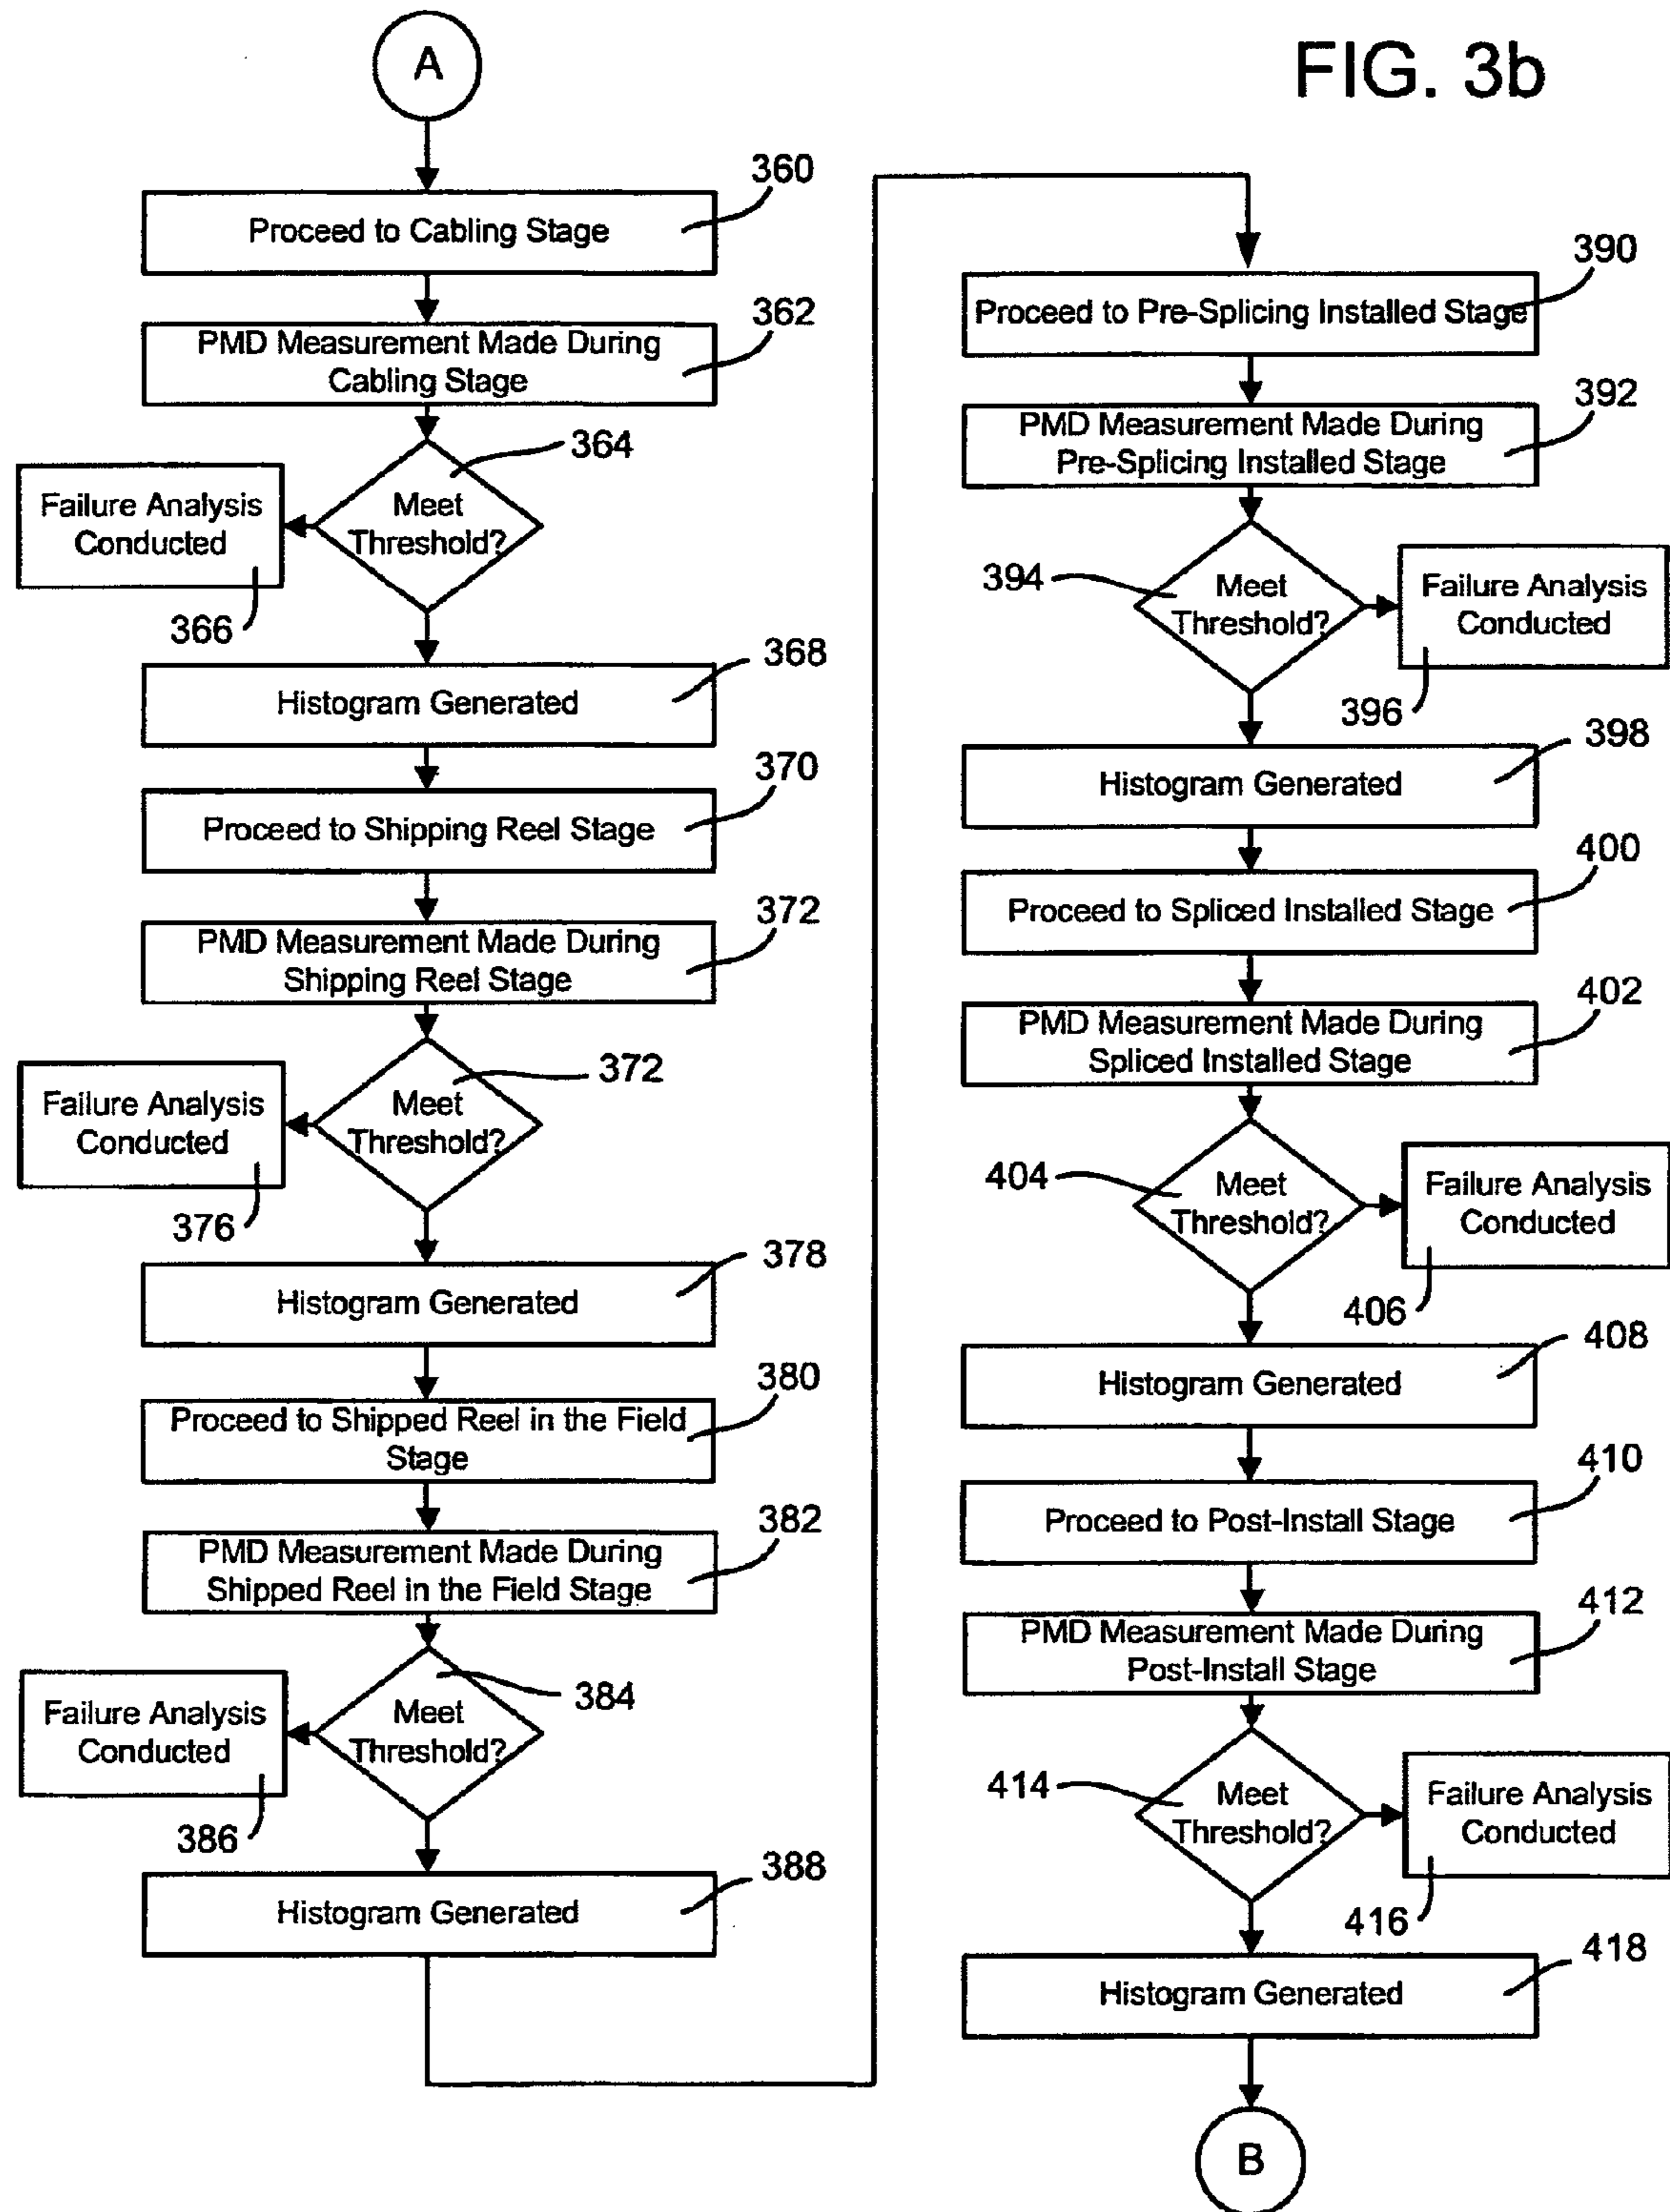 FIG. 3b
A
360
Proceed to Cabling Stage
362
PMD Measurement Made During
Cabling Stage
364
Meet
Threshold?
Failure Analysis
Conducted
366
368
Histogram Generated
370
Proceed to Shipping Reel Stage
372
PMD Measurement Made During
Shipping Reel Stage
372
Meet
Threshold?
Failure Analysis
Conducted
376
378
Histogram Generated
380
Proceed to Shipped Reel in the Field
Stage
382
PMD Measurement Made During
Shipped Reel in the Field Stage
384
Meet
Threshold?
Failure Analysis
Conducted
386
388
Histogram Generated
390
Proceed to Pre-Splicing Installed Stage
392
PMD Measurement Made During
Pre-Splicing Installed Stage
394
Meet
Threshold?
Failure Analysis
Conducted
396
398
Histogram Generated
400
Proceed to Spliced Installed Stage
402
PMD Measurement Made During
Spliced Installed Stage
404
Meet
Threshold?
Failure Analysis
Conducted
406
408
Histogram Generated
410
Proceed to Post-Install Stage
412
PMD Measurement Made During
Post-Install Stage
414
Meet
Threshold?
Failure Analysis
Conducted
416
418
Histogram Generated
B